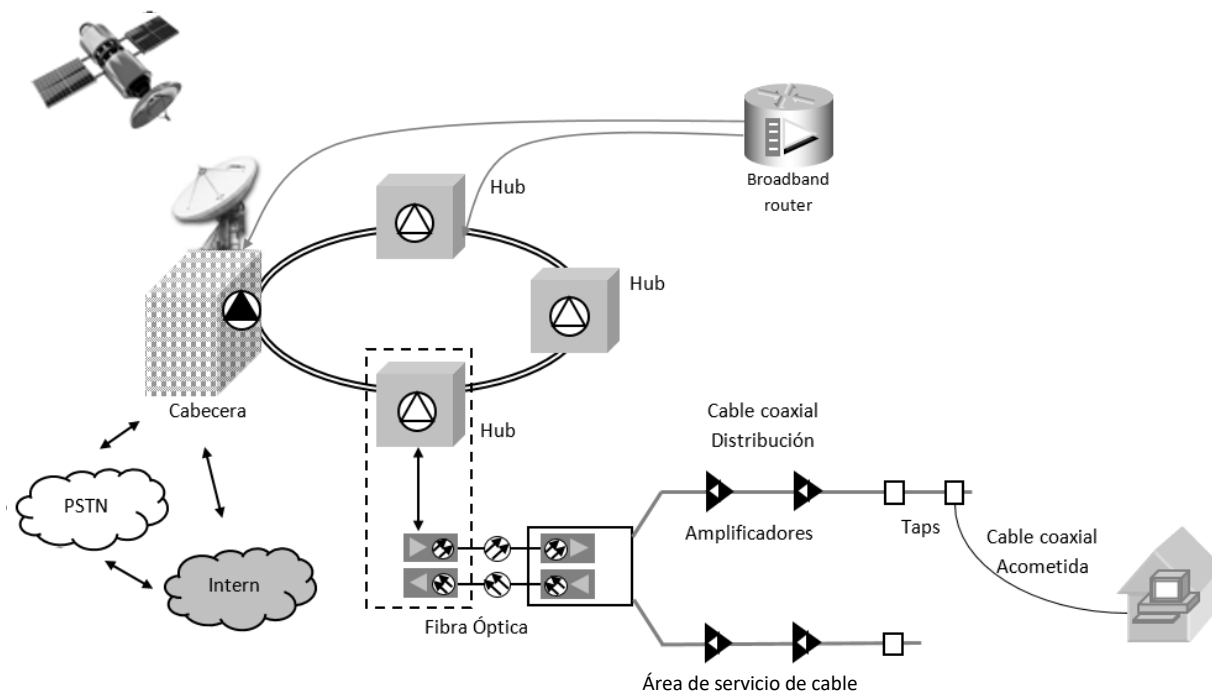 Hub
Broadband
router
Hub
Cabecera
Hub
Cable coaxial
Distribución
PSTN
Amplificadores
Taps
Cable coaxial
Acometida
Intern
Fibra Óptica
Área de servicio de cable